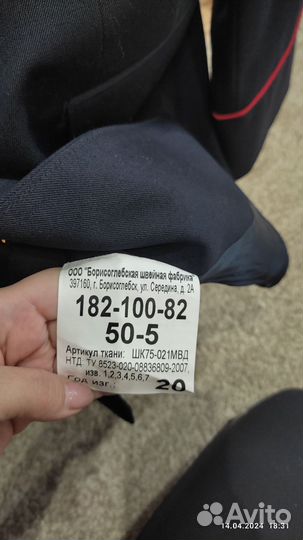 ООО "Борисоглебская швейная фабрика"
397160, г. Борисоглебск, ул. Середина, д. 2А
182-100-82
50-5
Артикул ткани: ШК75-021МВД
НТД. ТУ 8523-020-08836809-2007,
изв. 1,2,3,4,5,6,7
Год изг.: 20
14.04.2024 18:31
Avito